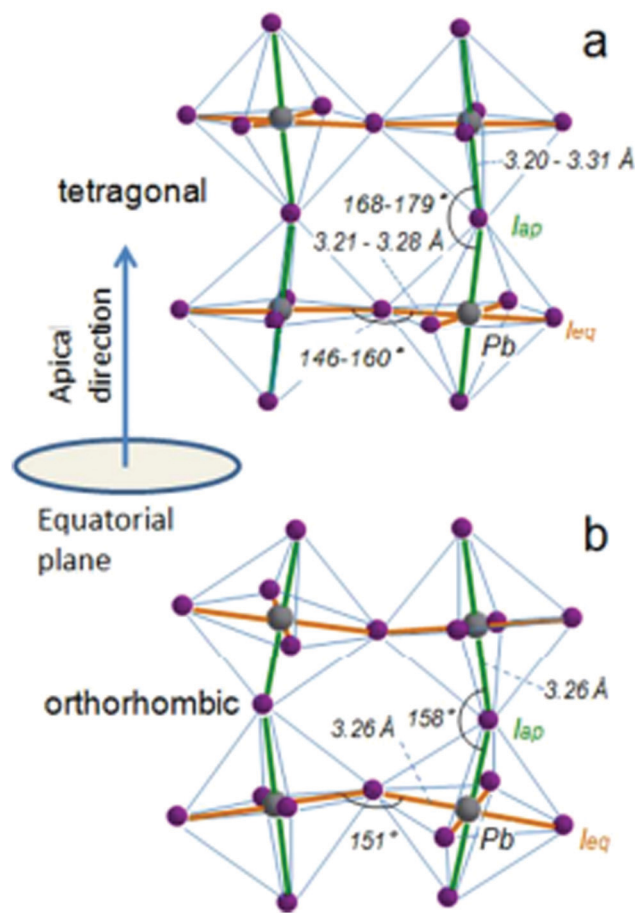 a
3.20 - 3.31 Å
tetragonal
168-179°
Iap
3.21 - 3.28 Å
Apical
direction
146-160°
Pb
Ieq
Equatorial
plane
b
orthorhombic
3.26 Å
3.26 Å
158°
Iap
151°
Pb
Ieq